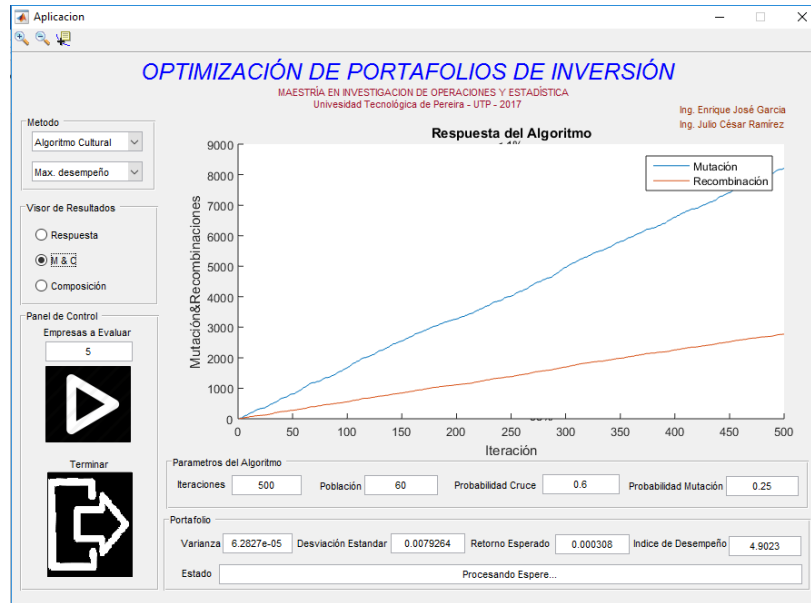 Aplicacion
OPTIMIZACIÓN DE PORTAFOLIOS DE INVERSIÓN
MAESTRÍA EN INVESTIGACION DE OPERACIONES Y ESTADÍSTICA
Univesidad Tecnológica de Pereira - UTP - 2017
Ing. Enrique José Garcia
Ing. Julio César Ramírez
Metodo
Algoritmo Cultural
Max. desempeño
Visor de Resultados
Respuesta
M & C
Composición
Panel de Control
Empresas a Evaluar
5
Terminar
Respuesta del Algoritmo
Mutación
Recombinación
Mutación&Recombinaciones
9000
8000
7000
6000
5000
4000
3000
2000
1000
0
0 50 100 150 200 250 300 350 400 450 500
Iteración
Parametros del Algoritmo
Iteraciones 500 Población 60 Probabilidad Cruce 0.6 Probabilidad Mutación 0.25
Portafolio
Varianza 6.2827e-05 Desviación Estandar 0.0079264 Retorno Esperado 0.000308 Indice de Desempeño 4.9023
Estado Procesando Espere...